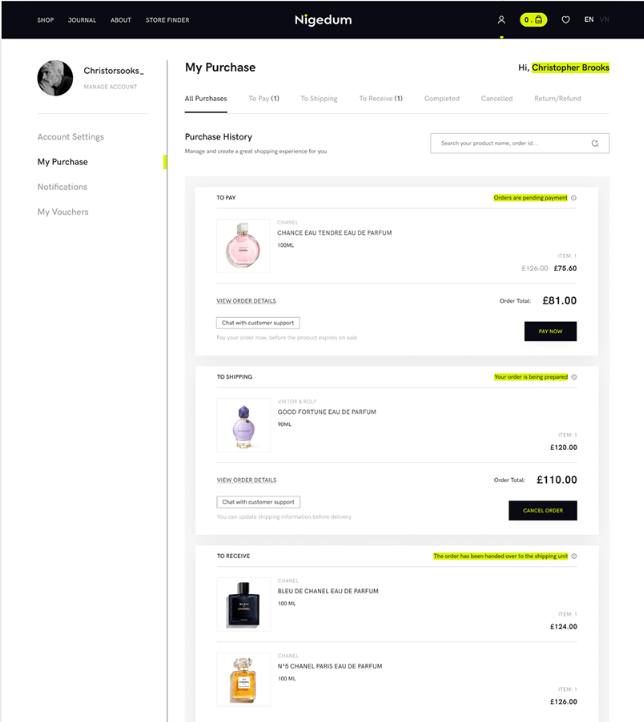 SHOP JOURNAL ABOUT STORE FINDER
Nigedum
0 .
EN VN
Christorsooks_
MANAGE ACCOUNT
Account Settings
My Purchase
Notifications
My Vouchers
My Purchase
Hi, Christopher Brooks
All Purchases To Pay (1) To Shipping To Receive (1) Completed Cancelled Return/Refund
Purchase History
Manage and create a great shopping experience for you
Search your product name, order id...
TO PAY
Orders are pending payment
CHANEL
CHANCE EAU TENDRE EAU DE PARFUM
100ML
ITEM: 1
£126.00 £75.60
VIEW ORDER DETAILS
Order Total: £81.00
Chat with customer support
PAY NOW
Pay your order now, before the product expires on sale
TO SHIPPING
Your order is being prepared
VIKTOR & ROLF
GOOD FORTUNE EAU DE PARFUM
90ML
ITEM: 1
£120.00
VIEW ORDER DETAILS
Order Total: £110.00
Chat with customer support
CANCEL ORDER
You can update shipping information before delivery
TO RECEIVE
The order has been handed over to the shipping unit
CHANEL
BLEU DE CHANEL EAU DE PARFUM
100 ML
ITEM: 1
£124.00
CHANEL
N°5 CHANEL PARIS EAU DE PARFUM
100 ML
ITEM: 1
£126.00